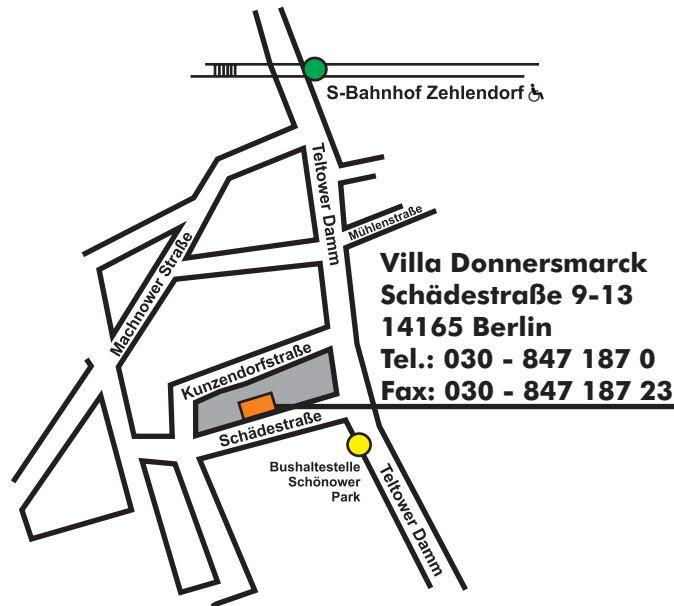 S-Bahnhof Zehlendorf
Teltower Damm
Mühlenstraße
Machnower Straße
Villa Donnersmarck
Schädestraße 9-13
14165 Berlin
Tel.: 030 - 847 187 0
Fax: 030 - 847 187 23
Kunzendorfstraße
Schädestraße
Bushaltestelle
Schönower
Park
Teltower Damm